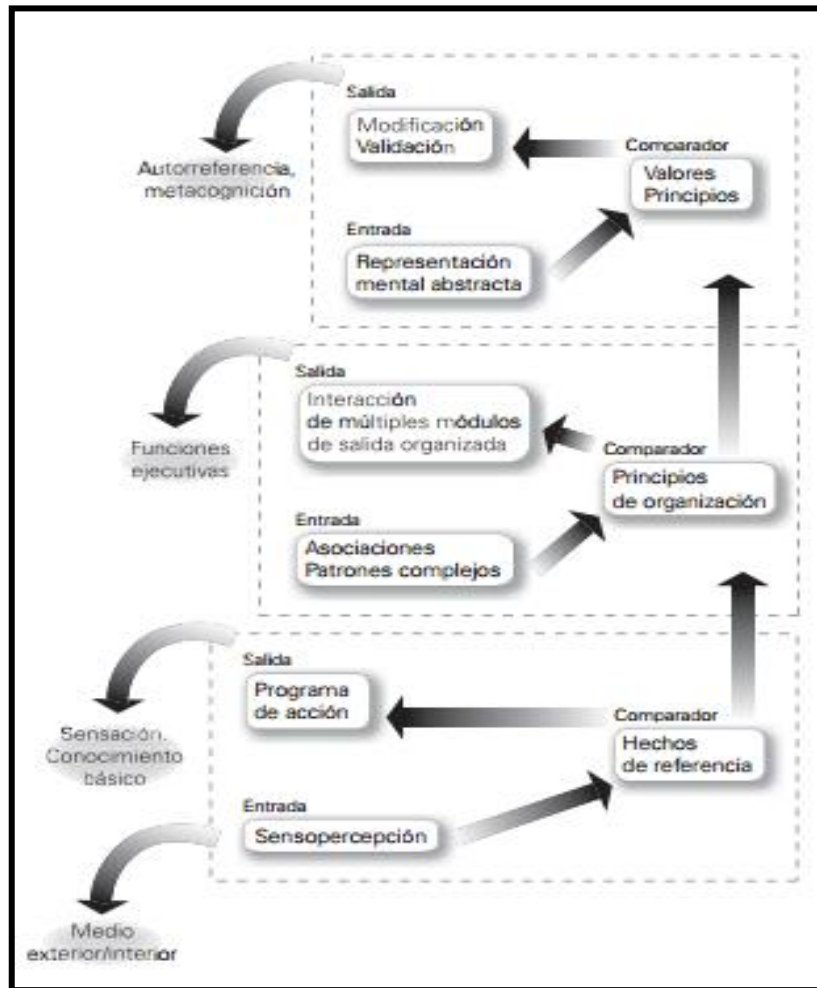 Salida
Modificación
Validación
Comparador
Valores
Principios
Autorreferencia,
metacognición
Entrada
Representación
mental abstracta
Salida
Interacción
de múltiples módulos
de salida organizada
Funciones
ejecutivas
Comparador
Principios
de organización
Entrada
Asociaciones
Patrones complejos
Salida
Programa
de acción
Comparador
Hechos
de referencia
Sensación.
Conocimiento
básico
Entrada
Sensopercepción
Medio
exterior/interior